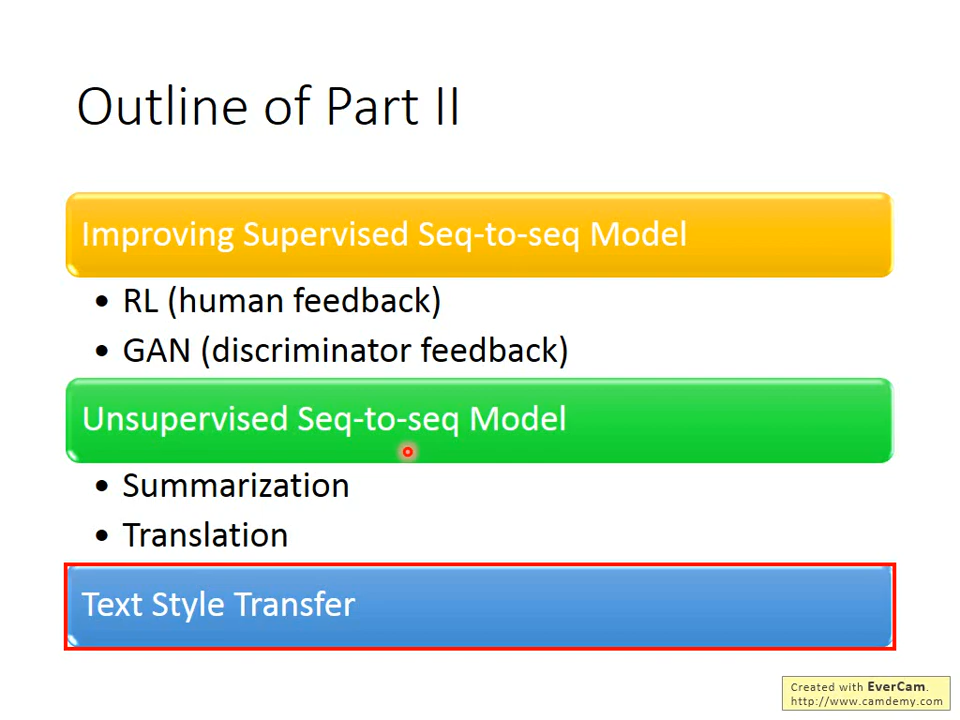 Outline of Part II
Improving Supervised Seq-to-seq Model
• RL (human feedback)
• GAN (discriminator feedback)
Unsupervised Seq-to-seq Model
• Summarization
• Translation
Text Style Transfer
Created with EverCam.
http://www.camdemy.com